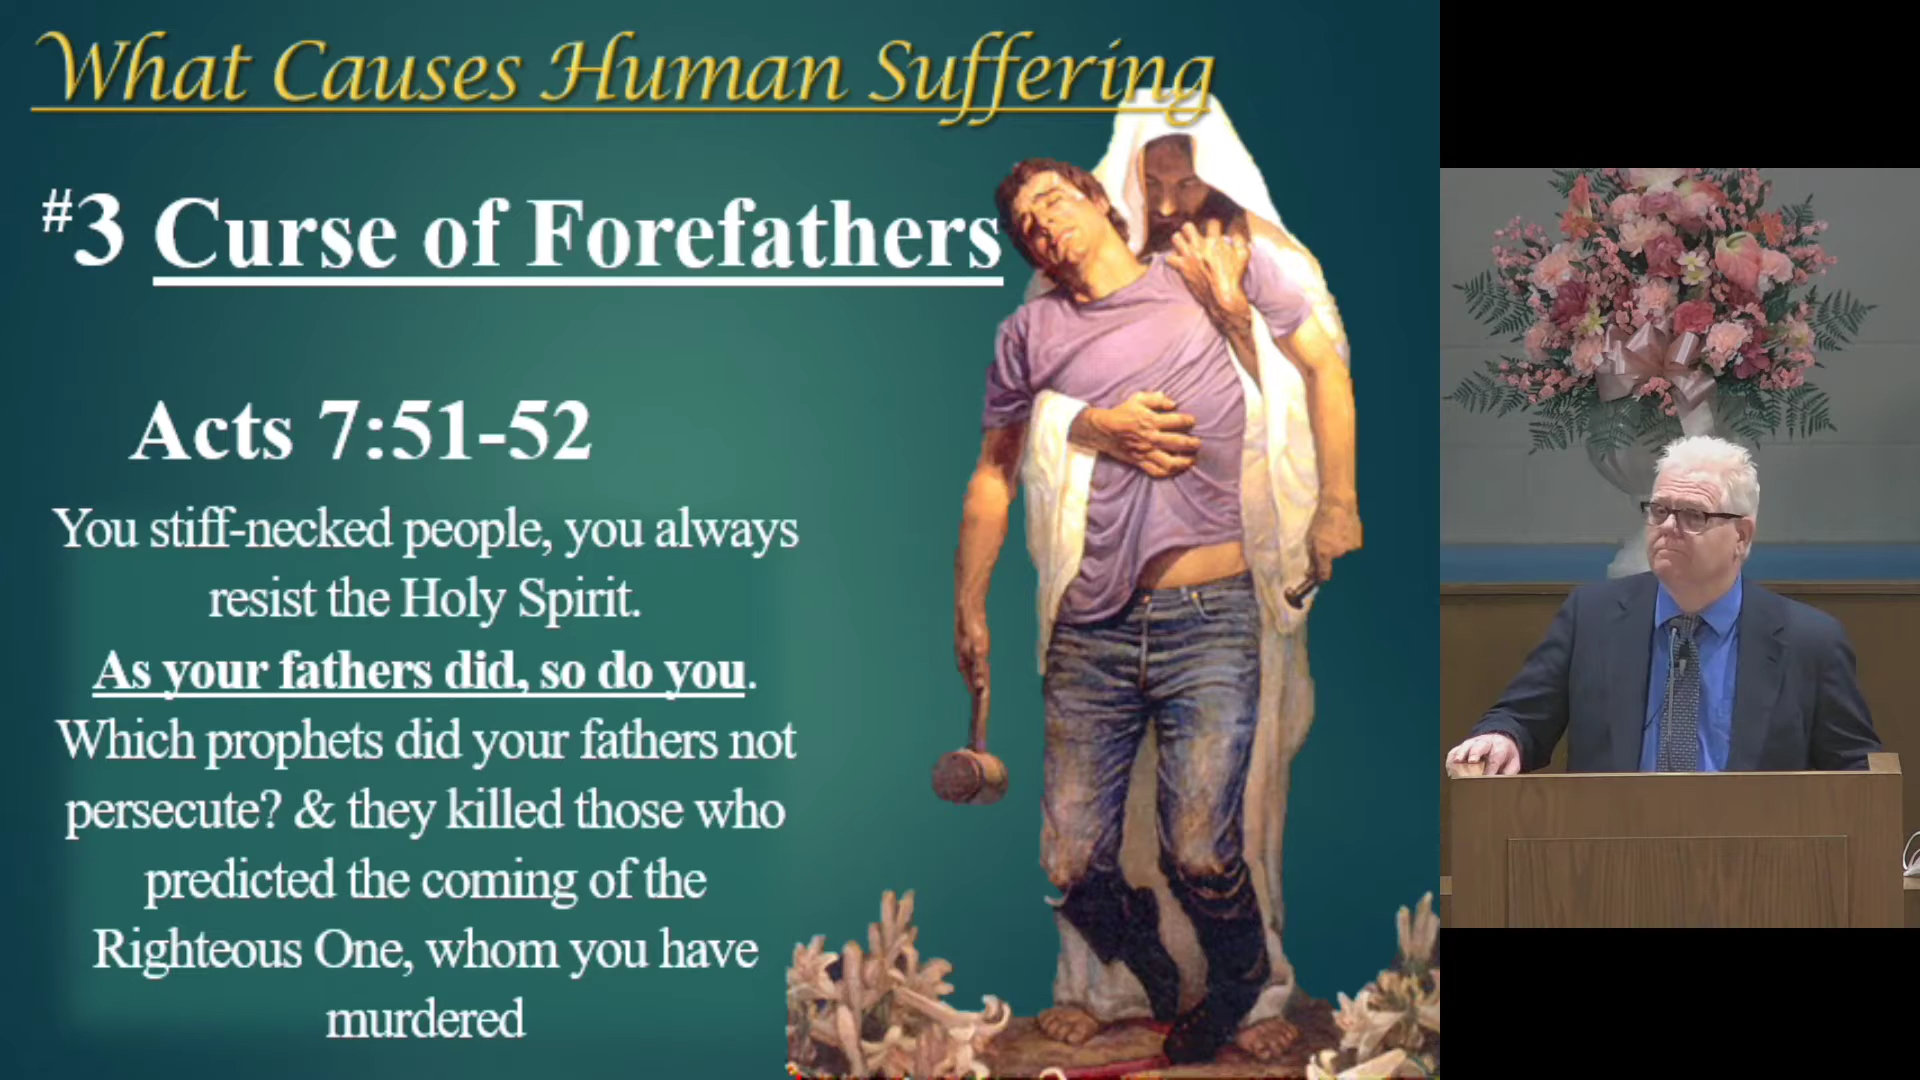 What Causes Human Suffering
#3 Curse of Forefathers
Acts 7:51-52
You stiff-necked people, you always
resist the Holy Spirit.
As your fathers did, so do you.
Which prophets did your fathers not
persecute? & they killed those who
predicted the coming of the
Righteous One, whom you have
murdered